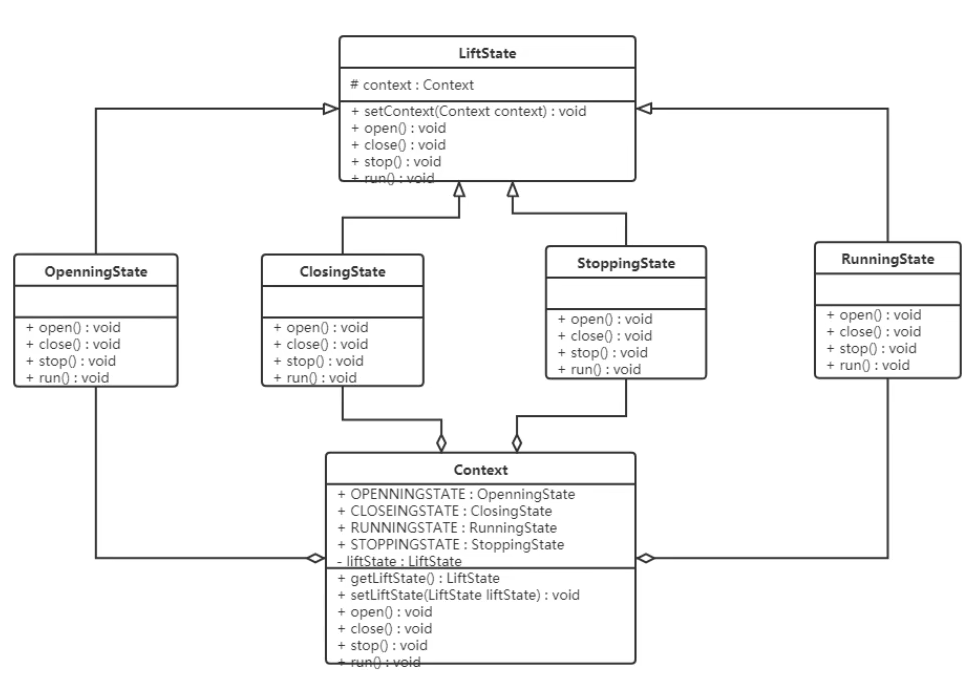 LiftState
# context : Context
+ setContext(Context context) : void
+ open() : void
+ close() : void
+ stop() : void
+ run() : void
OpenningState
+ open() : void
+ close() : void
+ stop() : void
+ run() : void
ClosingState
+ open() : void
+ close() : void
+ stop() : void
+ run() : void
StoppingState
+ open() : void
+ close() : void
+ stop() : void
+ run() : void
RunningState
+ open() : void
+ close() : void
+ stop() : void
+ run() : void
Context
+ OPENNINGSTATE : OpenningState
+ CLOSEINGSTATE : ClosingState
+ RUNNINGSTATE : RunningState
+ STOPPINGSTATE : StoppingState
- liftState : LiftState
+ getLiftState() : LiftState
+ setLiftState(LiftState liftState) : void
+ open() : void
+ close() : void
+ stop() : void
+ run() : void